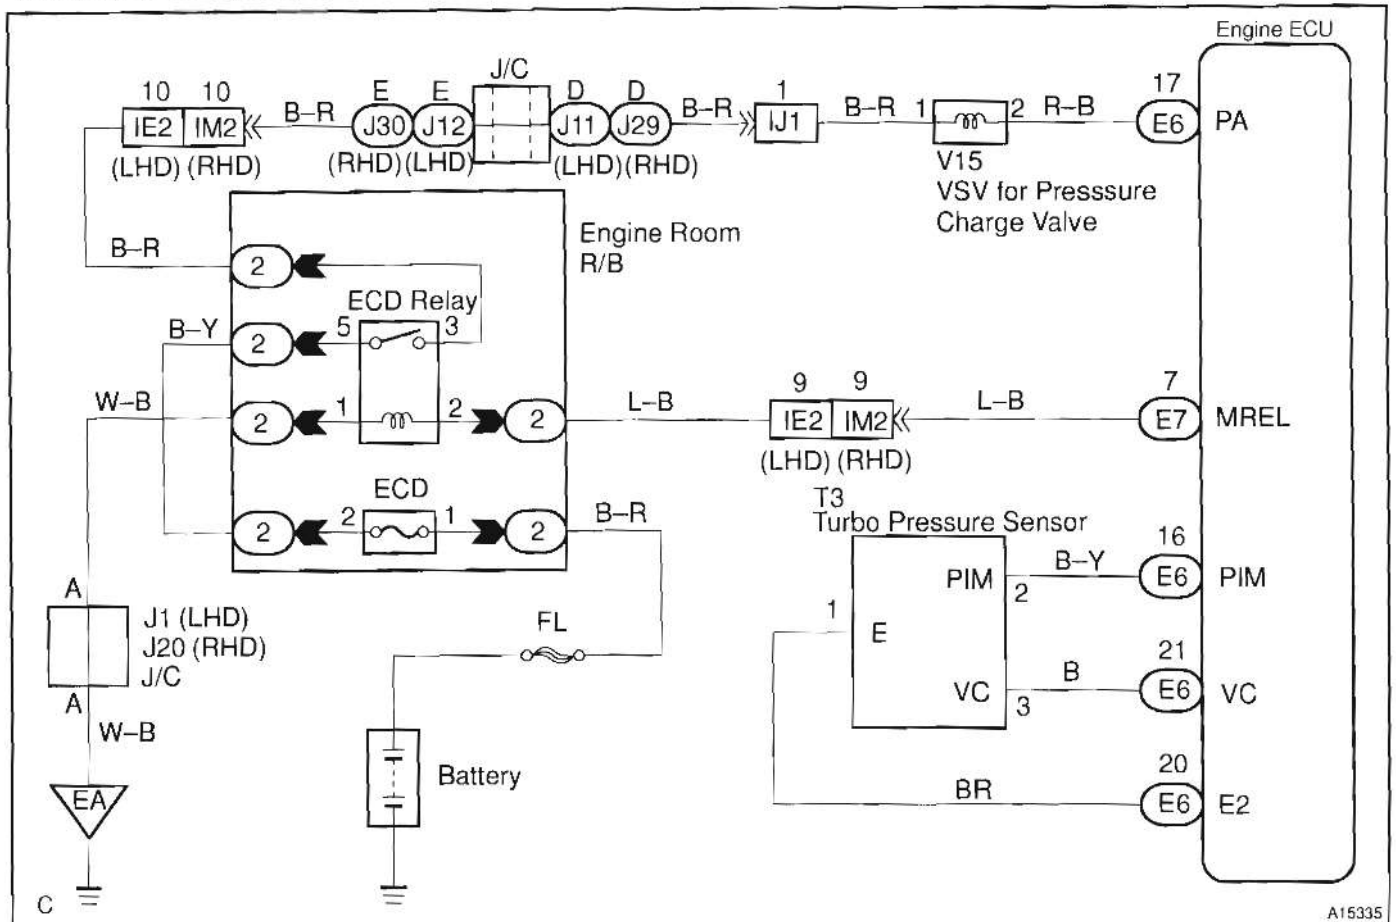 Engine ECU
J/C
10 10
E E
D D
1
17
B–R
B–R
B–R
1
2
R–B
IE2 IM2
J30 J12
J11 J29
IJ1
E6
PA
(LHD) (RHD)
(RHD) (LHD)
(LHD) (RHD)
V15
VSV for Presssure
Charge Valve
Engine Room
R/B
B–R
2
ECD Relay
B–Y
2
5
3
W–B
2
1
2
2
L–B
9 9
IE2 IM2
(LHD) (RHD)
L–B
7
E7
MREL
ECD
2
2
1
2
B–R
T3
Turbo Pressure Sensor
PIM
2
B–Y
16
E6
PIM
1
E
VC
3
B
21
E6
VC
BR
20
E6
E2
A
J1 (LHD)
J20 (RHD)
J/C
A
W–B
FL
Battery
EA
C
A15335